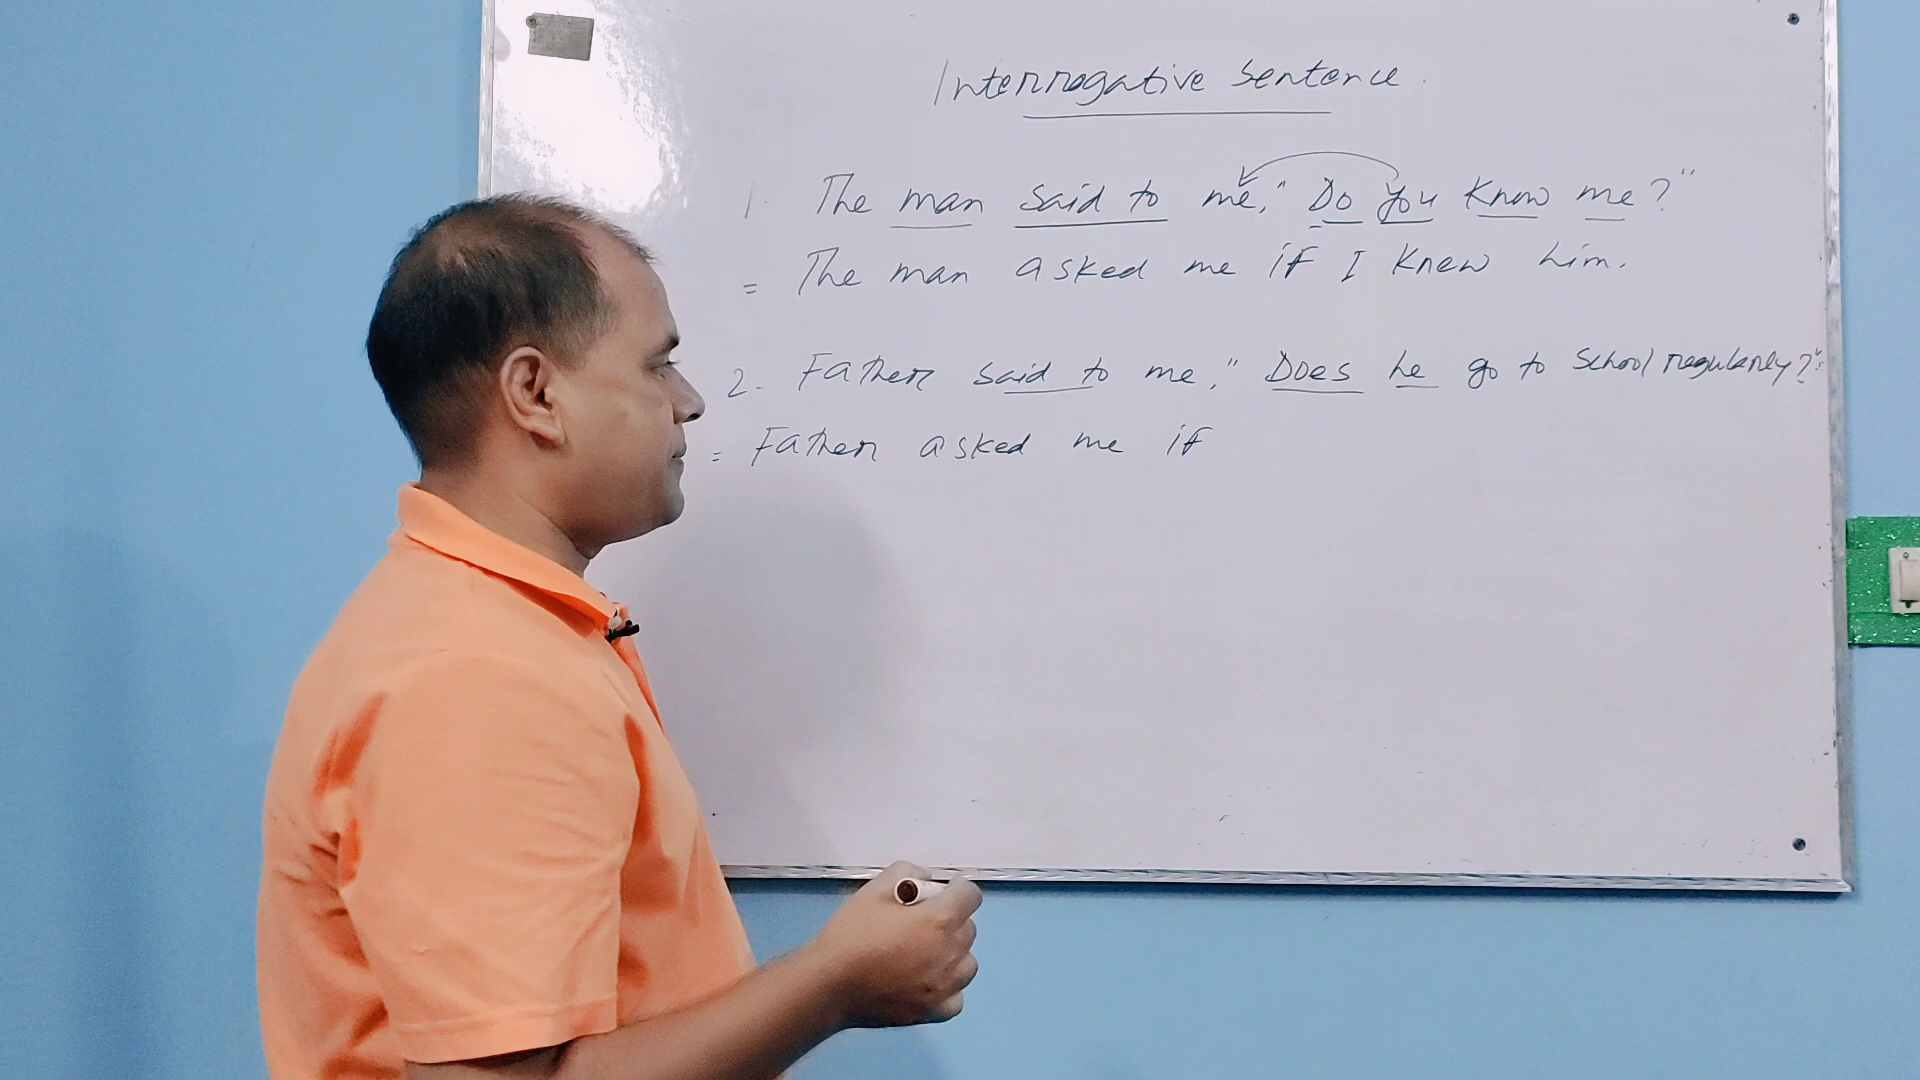 Interrogative Sentence.
1. The man said to me, "Do you know me?"
= The man asked me if I knew him.
2. Father said to me, "Does he go to School regularly?"
= Father asked me if